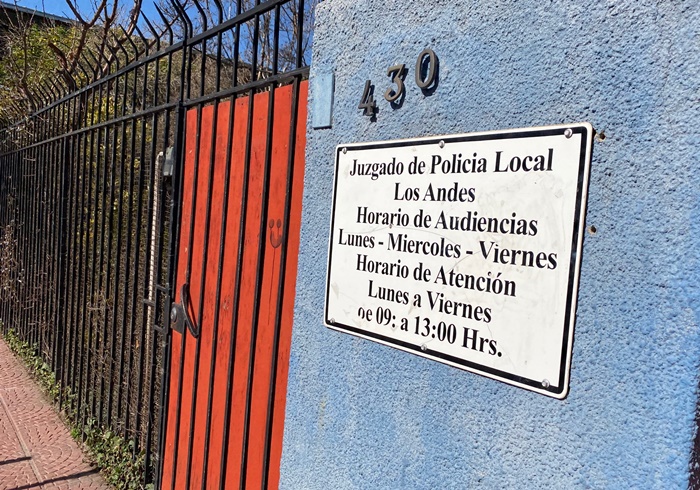 430
Juzgado de Policia Local
Los Andes
Horario de Audiencias
Lunes - Miercoles - Viernes
Horario de Atención
Lunes a Viernes
De 09: a 13:00 Hrs.